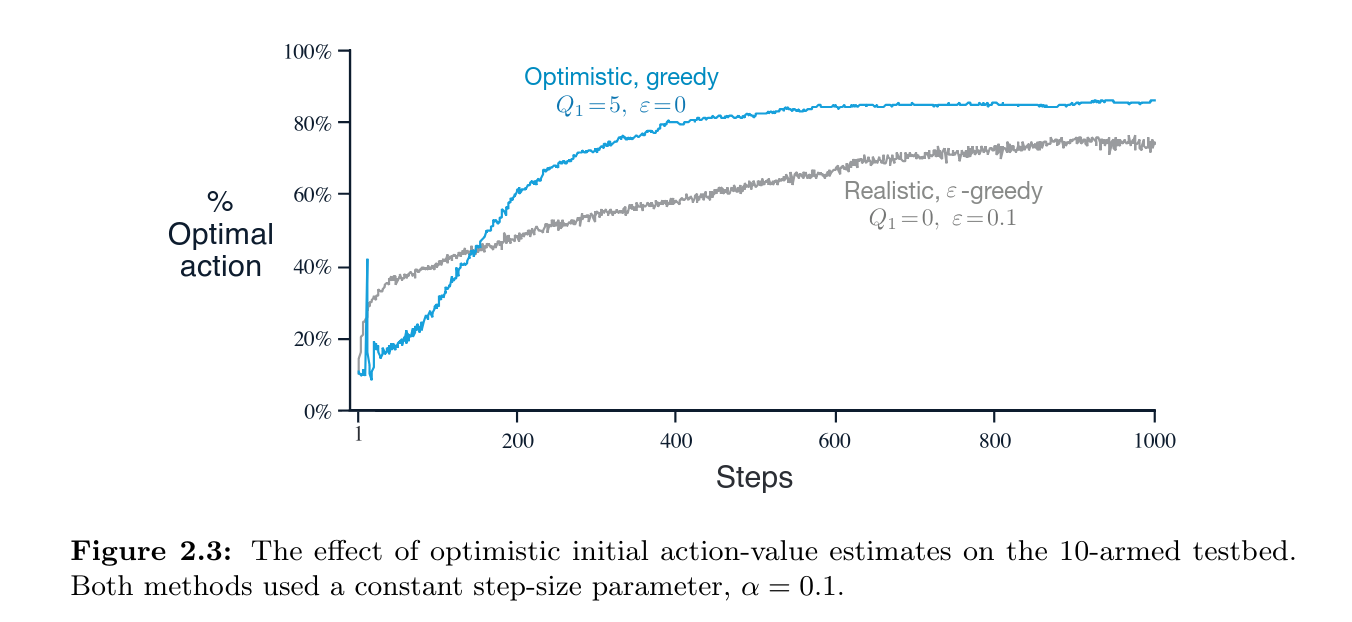 100%
80%
60%
40%
20%
0%
%
Optimal
action
Optimistic, greedy
Q₁=5, ε=0
Realistic, ε-greedy
Q₁=0, ε=0.1
1
200
400
600
800
1000
Steps
Figure 2.3: The effect of optimistic initial action-value estimates on the 10-armed testbed.
Both methods used a constant step-size parameter, α = 0.1.